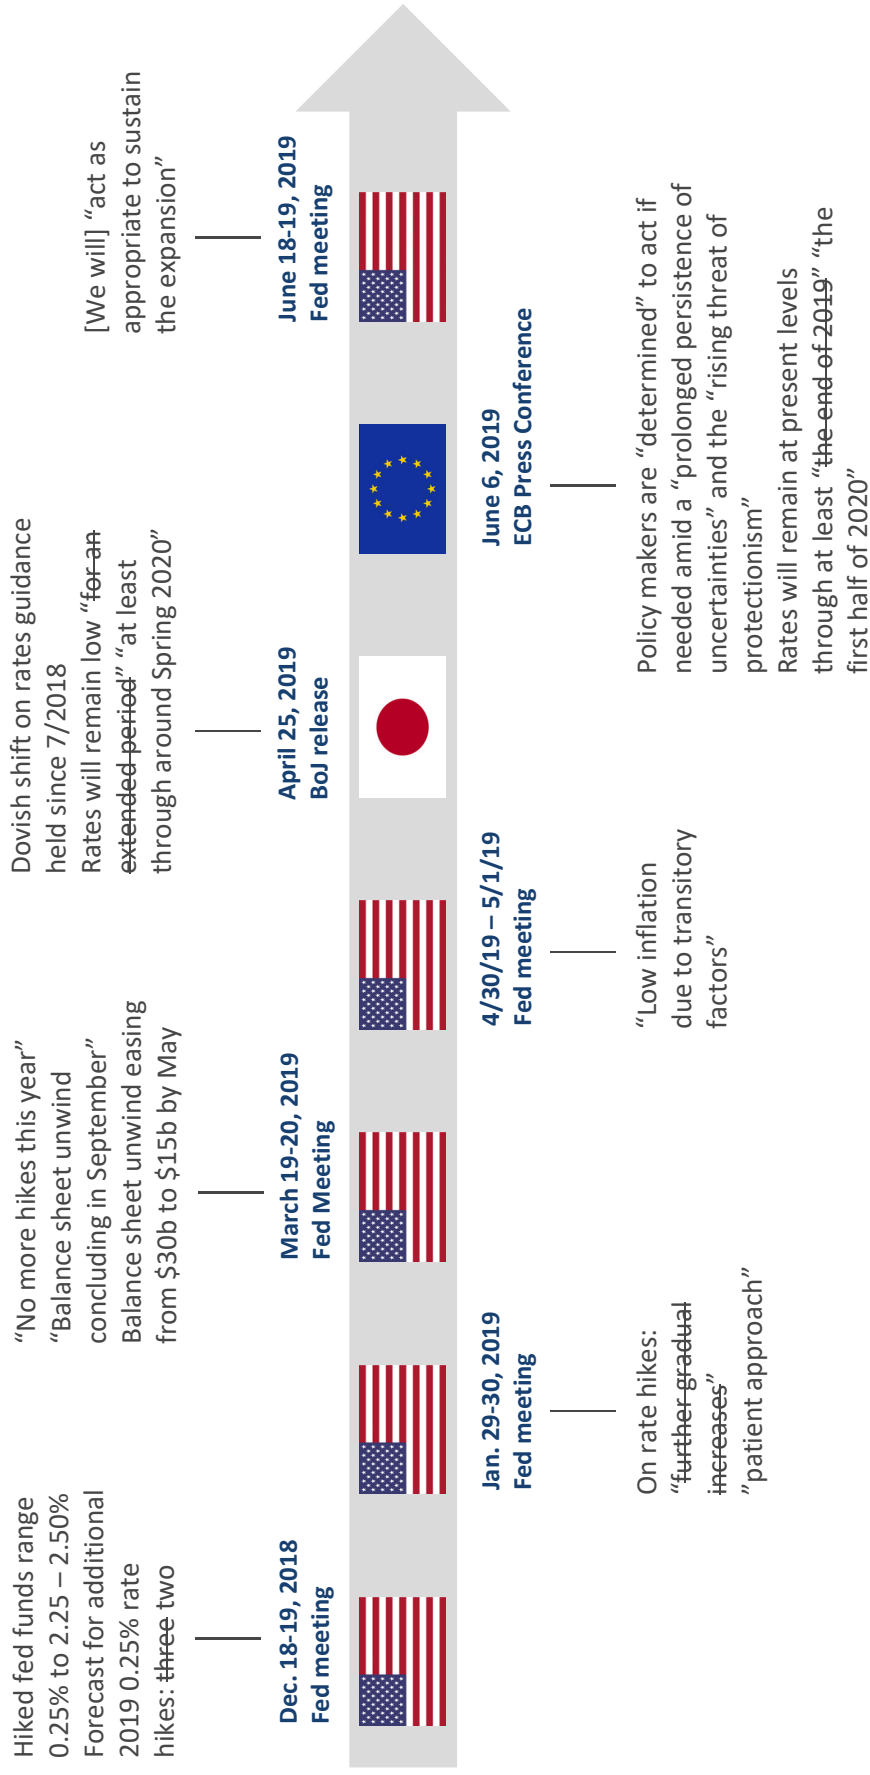 Hiked fed funds range
0.25% to 2.25 – 2.50%
Forecast for additional
2019 0.25% rate
hikes: three two
Dec. 18-19, 2018
Fed meeting
Jan. 29-30, 2019
Fed meeting
On rate hikes:
“further gradual
increases”
”patient approach”
“No more hikes this year”
“Balance sheet unwind
concluding in September”
Balance sheet unwind easing
from $30b to $15b by May
March 19-20, 2019
Fed Meeting
4/30/19 – 5/1/19
Fed meeting
“Low inflation
due to transitory
factors”
Dovish shift on rates guidance
held since 7/2018
Rates will remain low “for an
extended period” “at least
through around Spring 2020”
April 25, 2019
BoJ release
June 6, 2019
ECB Press Conference
Policy makers are “determined” to act if
needed amid a “prolonged persistence of
uncertainties” and the “rising threat of
protectionism”
Rates will remain at present levels
through at least “the end of 2019” “the
first half of 2020”
[We will] “act as
appropriate to sustain
the expansion”
June 18-19, 2019
Fed meeting